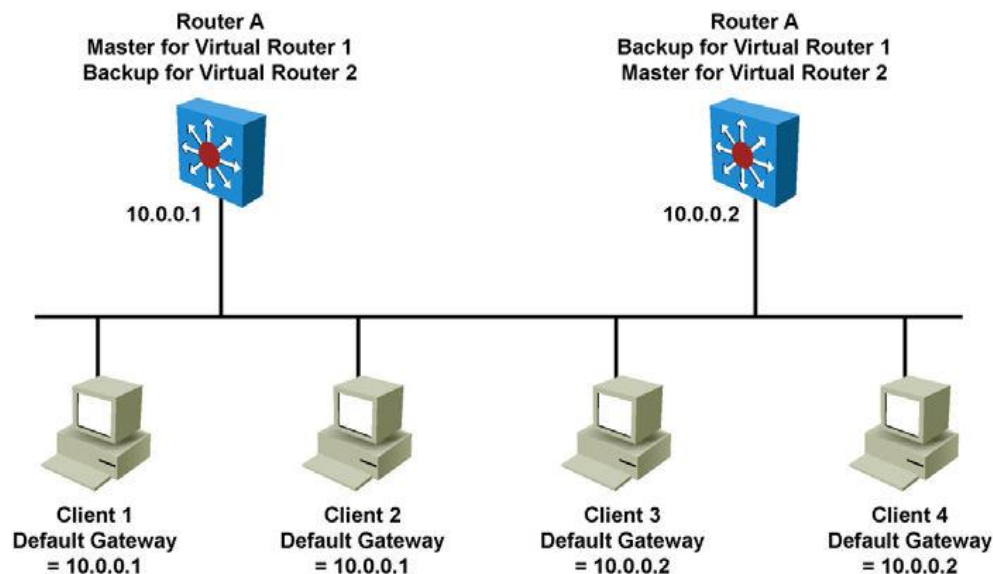 Router A
Master for Virtual Router 1
Backup for Virtual Router 2
Router A
Backup for Virtual Router 1
Master for Virtual Router 2
10.0.0.1
10.0.0.2
Client 1
Default Gateway
= 10.0.0.1
Client 2
Default Gateway
= 10.0.0.1
Client 3
Default Gateway
= 10.0.0.2
Client 4
Default Gateway
= 10.0.0.2